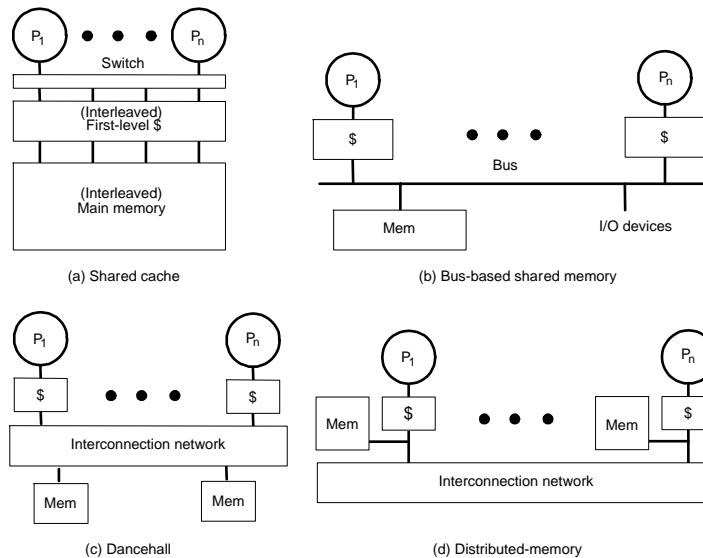 P1 P n
Switch
(Interleaved)
First-level $
(Interleaved)
Main memory
(a) Shared cache
P1 Pn
$ $
Bus
Mem I/O devices
(b) Bus-based shared memory
P1 Pn
$ $
Interconnection network
Mem Mem
(c) Dancehall
P1 Pn
$ $
Mem Mem
Interconnection network
(d) Distributed-memory